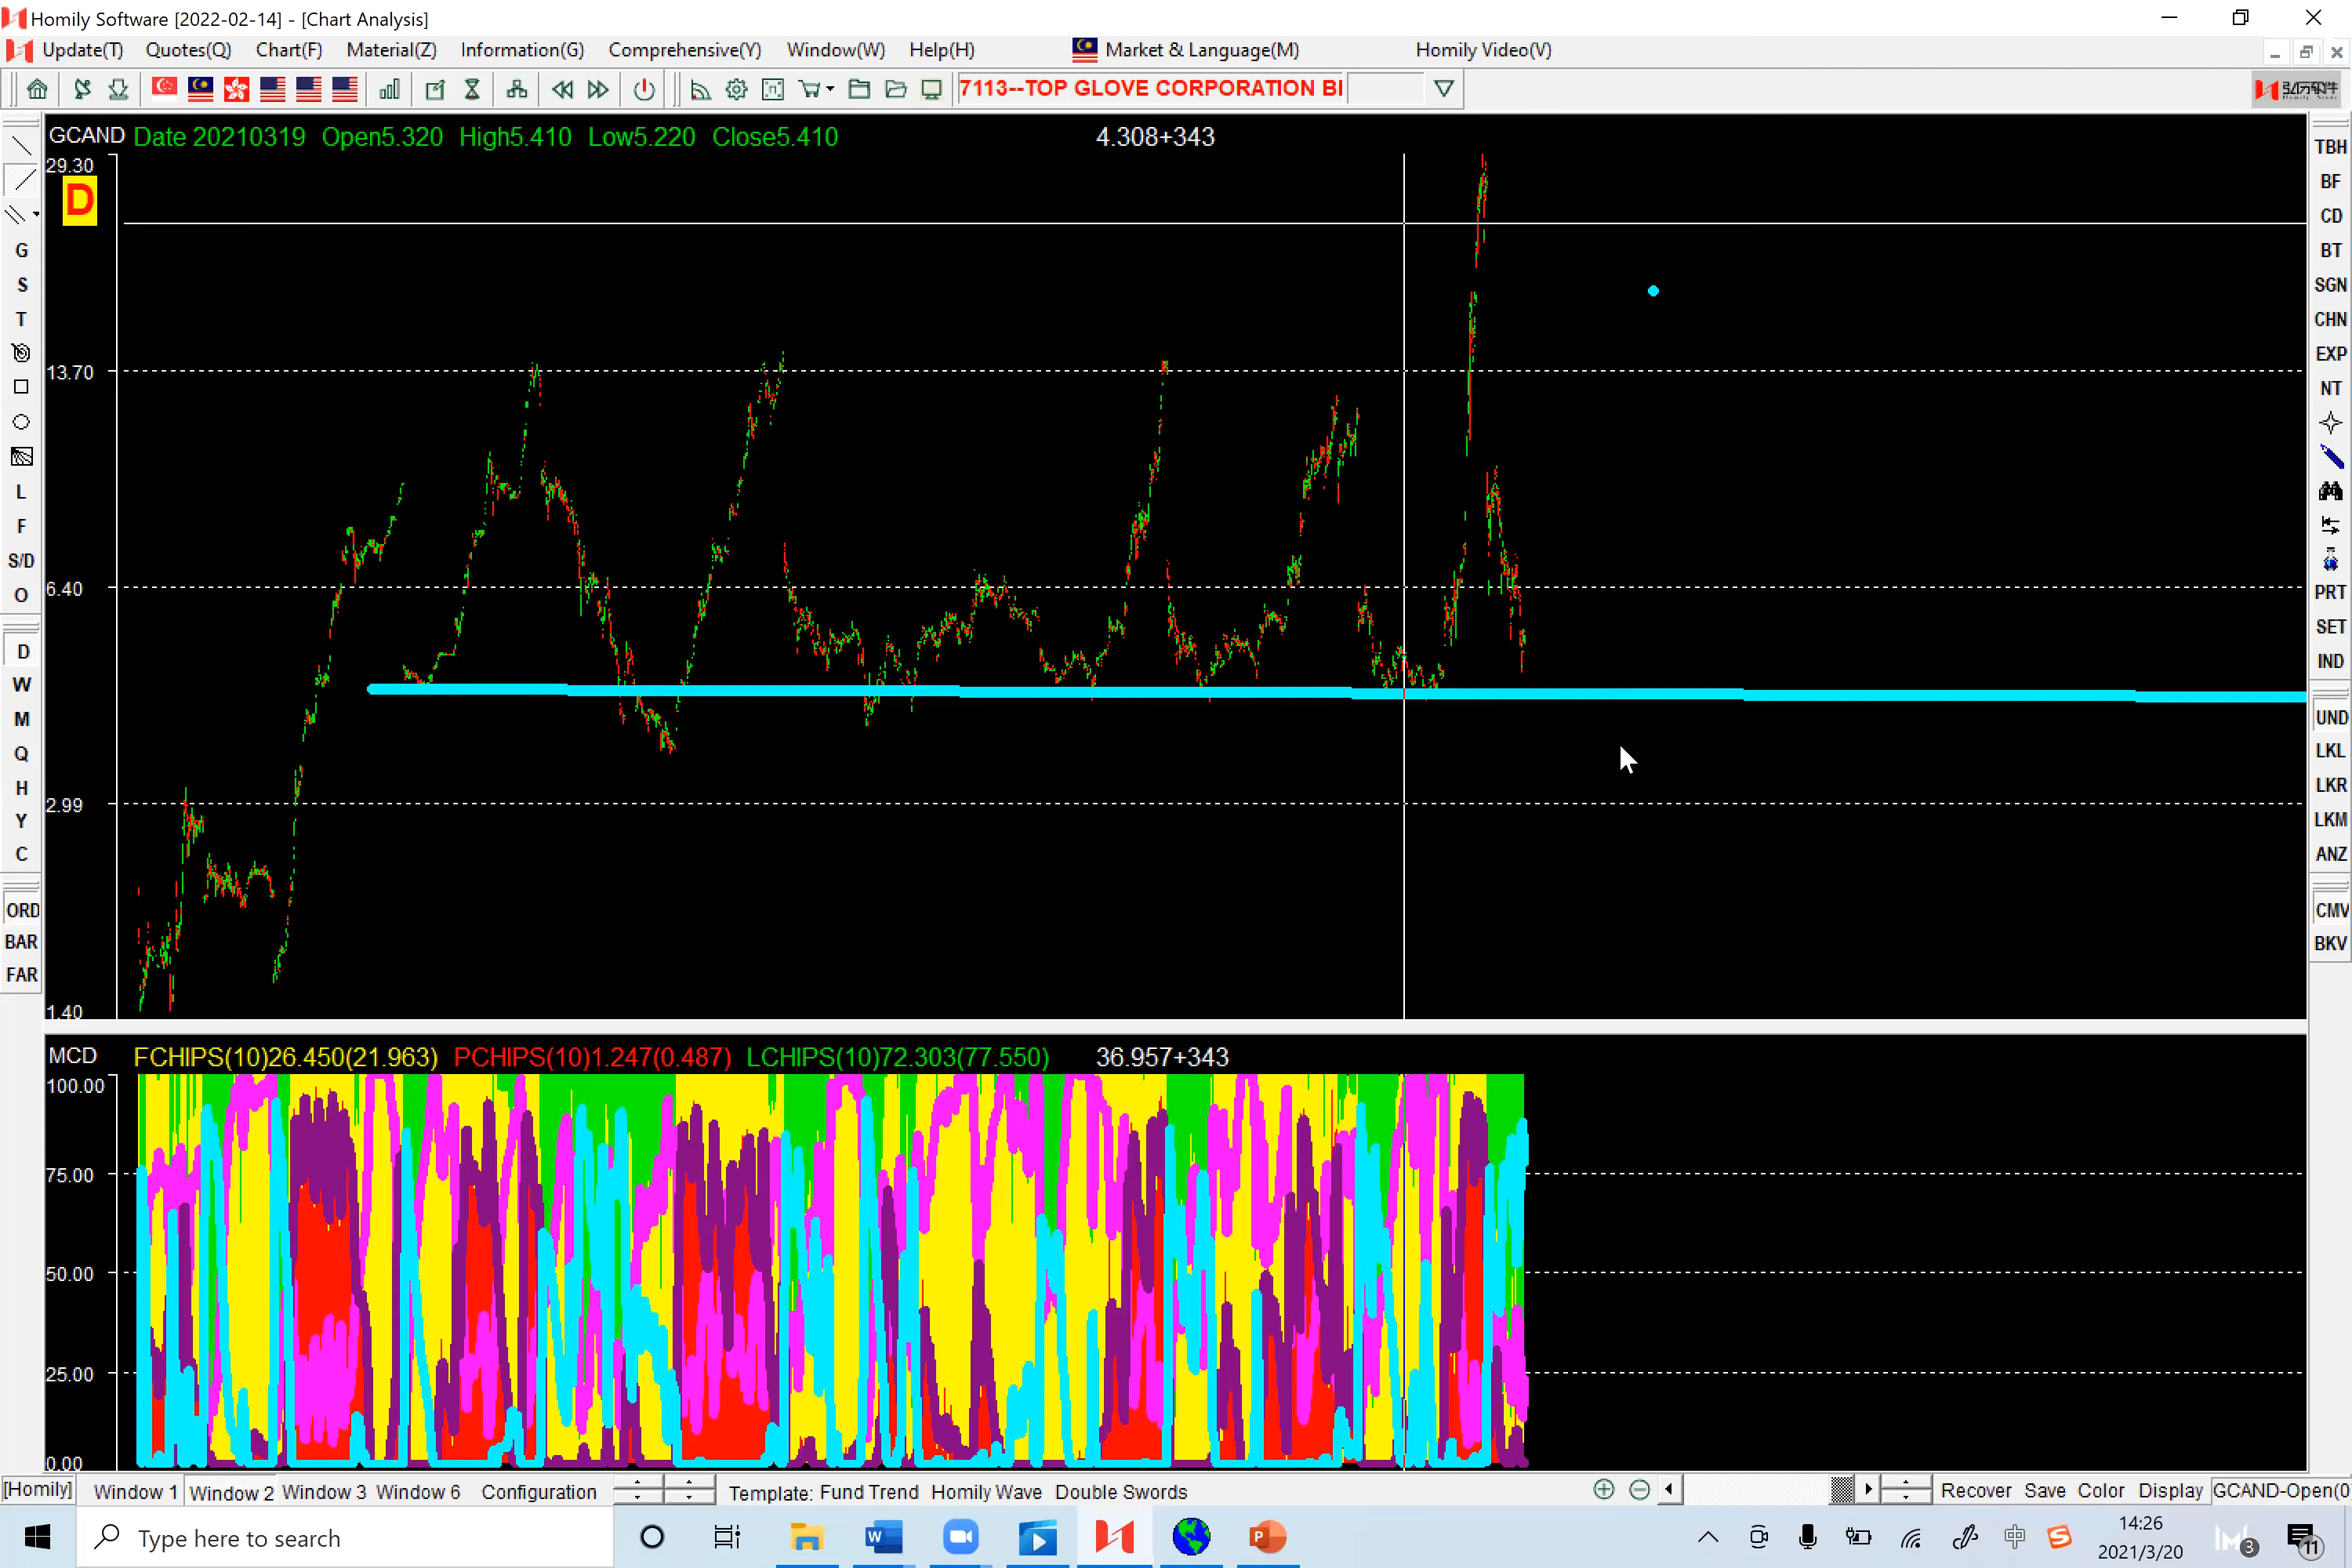 Homily Software [2022-02-14] - [Chart Analysis]
Update(T) Quotes(Q) Chart(F) Material(Z) Information(G) Comprehensive(Y) Window(W) Help(H) Market & Language(M) Homily Video(V)
7113--TOP GLOVE CORPORATION BI
弘历软件
GCAND Date 20210319 Open5.320 High5.410 Low5.220 Close5.410 4.308+343
29.30
D
13.70
6.40
2.99
1.40
G
S
T
L
F
S/D
O
D
W
M
Q
H
Y
C
ORD
BAR
FAR
TBH
BF
CD
BT
SGN
CHN
EXP
NT
PRT
SET
IND
UND
LKL
LKR
LKM
ANZ
CMV
BKV
MCD FCHIPS(10)26.450(21.963) PCHIPS(10)1.247(0.487) LCHIPS(10)72.303(77.550) 36.957+343
100.00
75.00
50.00
25.00
0.00
[Homily] Window 1 Window 2 Window 3 Window 6 Configuration Template: Fund Trend Homily Wave Double Swords Recover Save Color Display GCAND-Open(0
Type here to search
中
14:26
2021/3/20
3
11